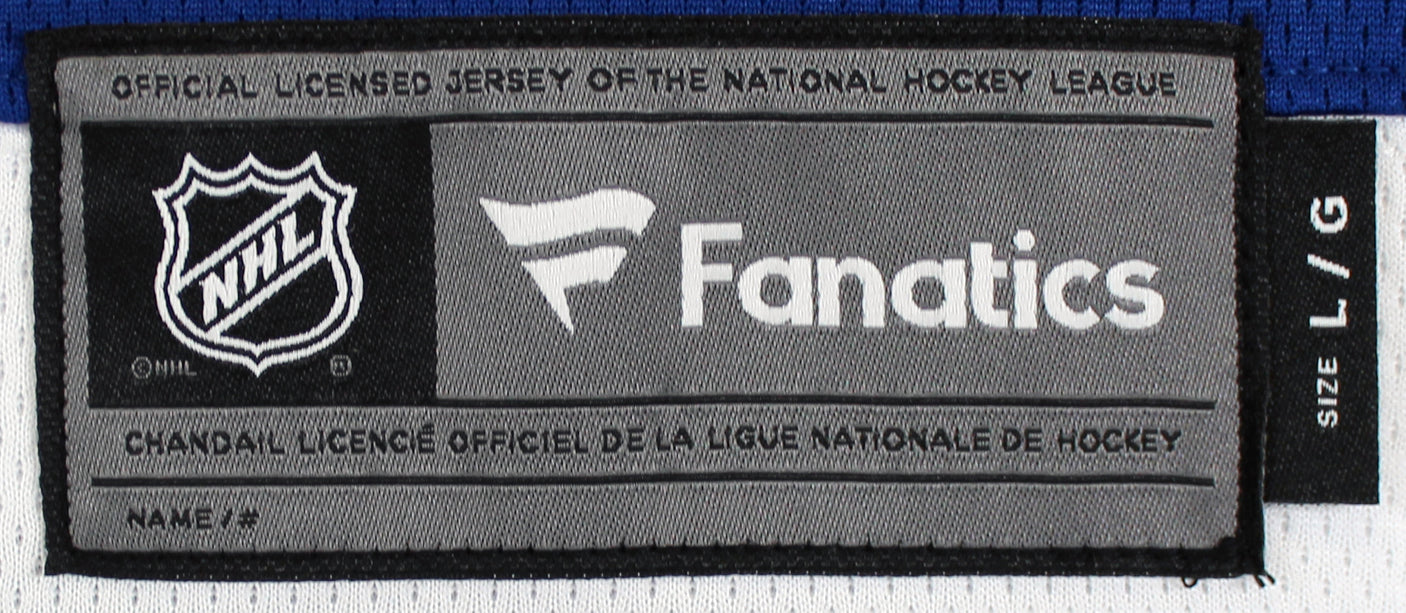 OFFICIAL LICENSED JERSEY OF THE NATIONAL HOCKEY LEAGUE
NHL
©NHL
Fanatics
CHANDAIL LICENCIÉ OFFICIEL DE LA LIGUE NATIONALE DE HOCKEY
NAME/#
SIZE L/G